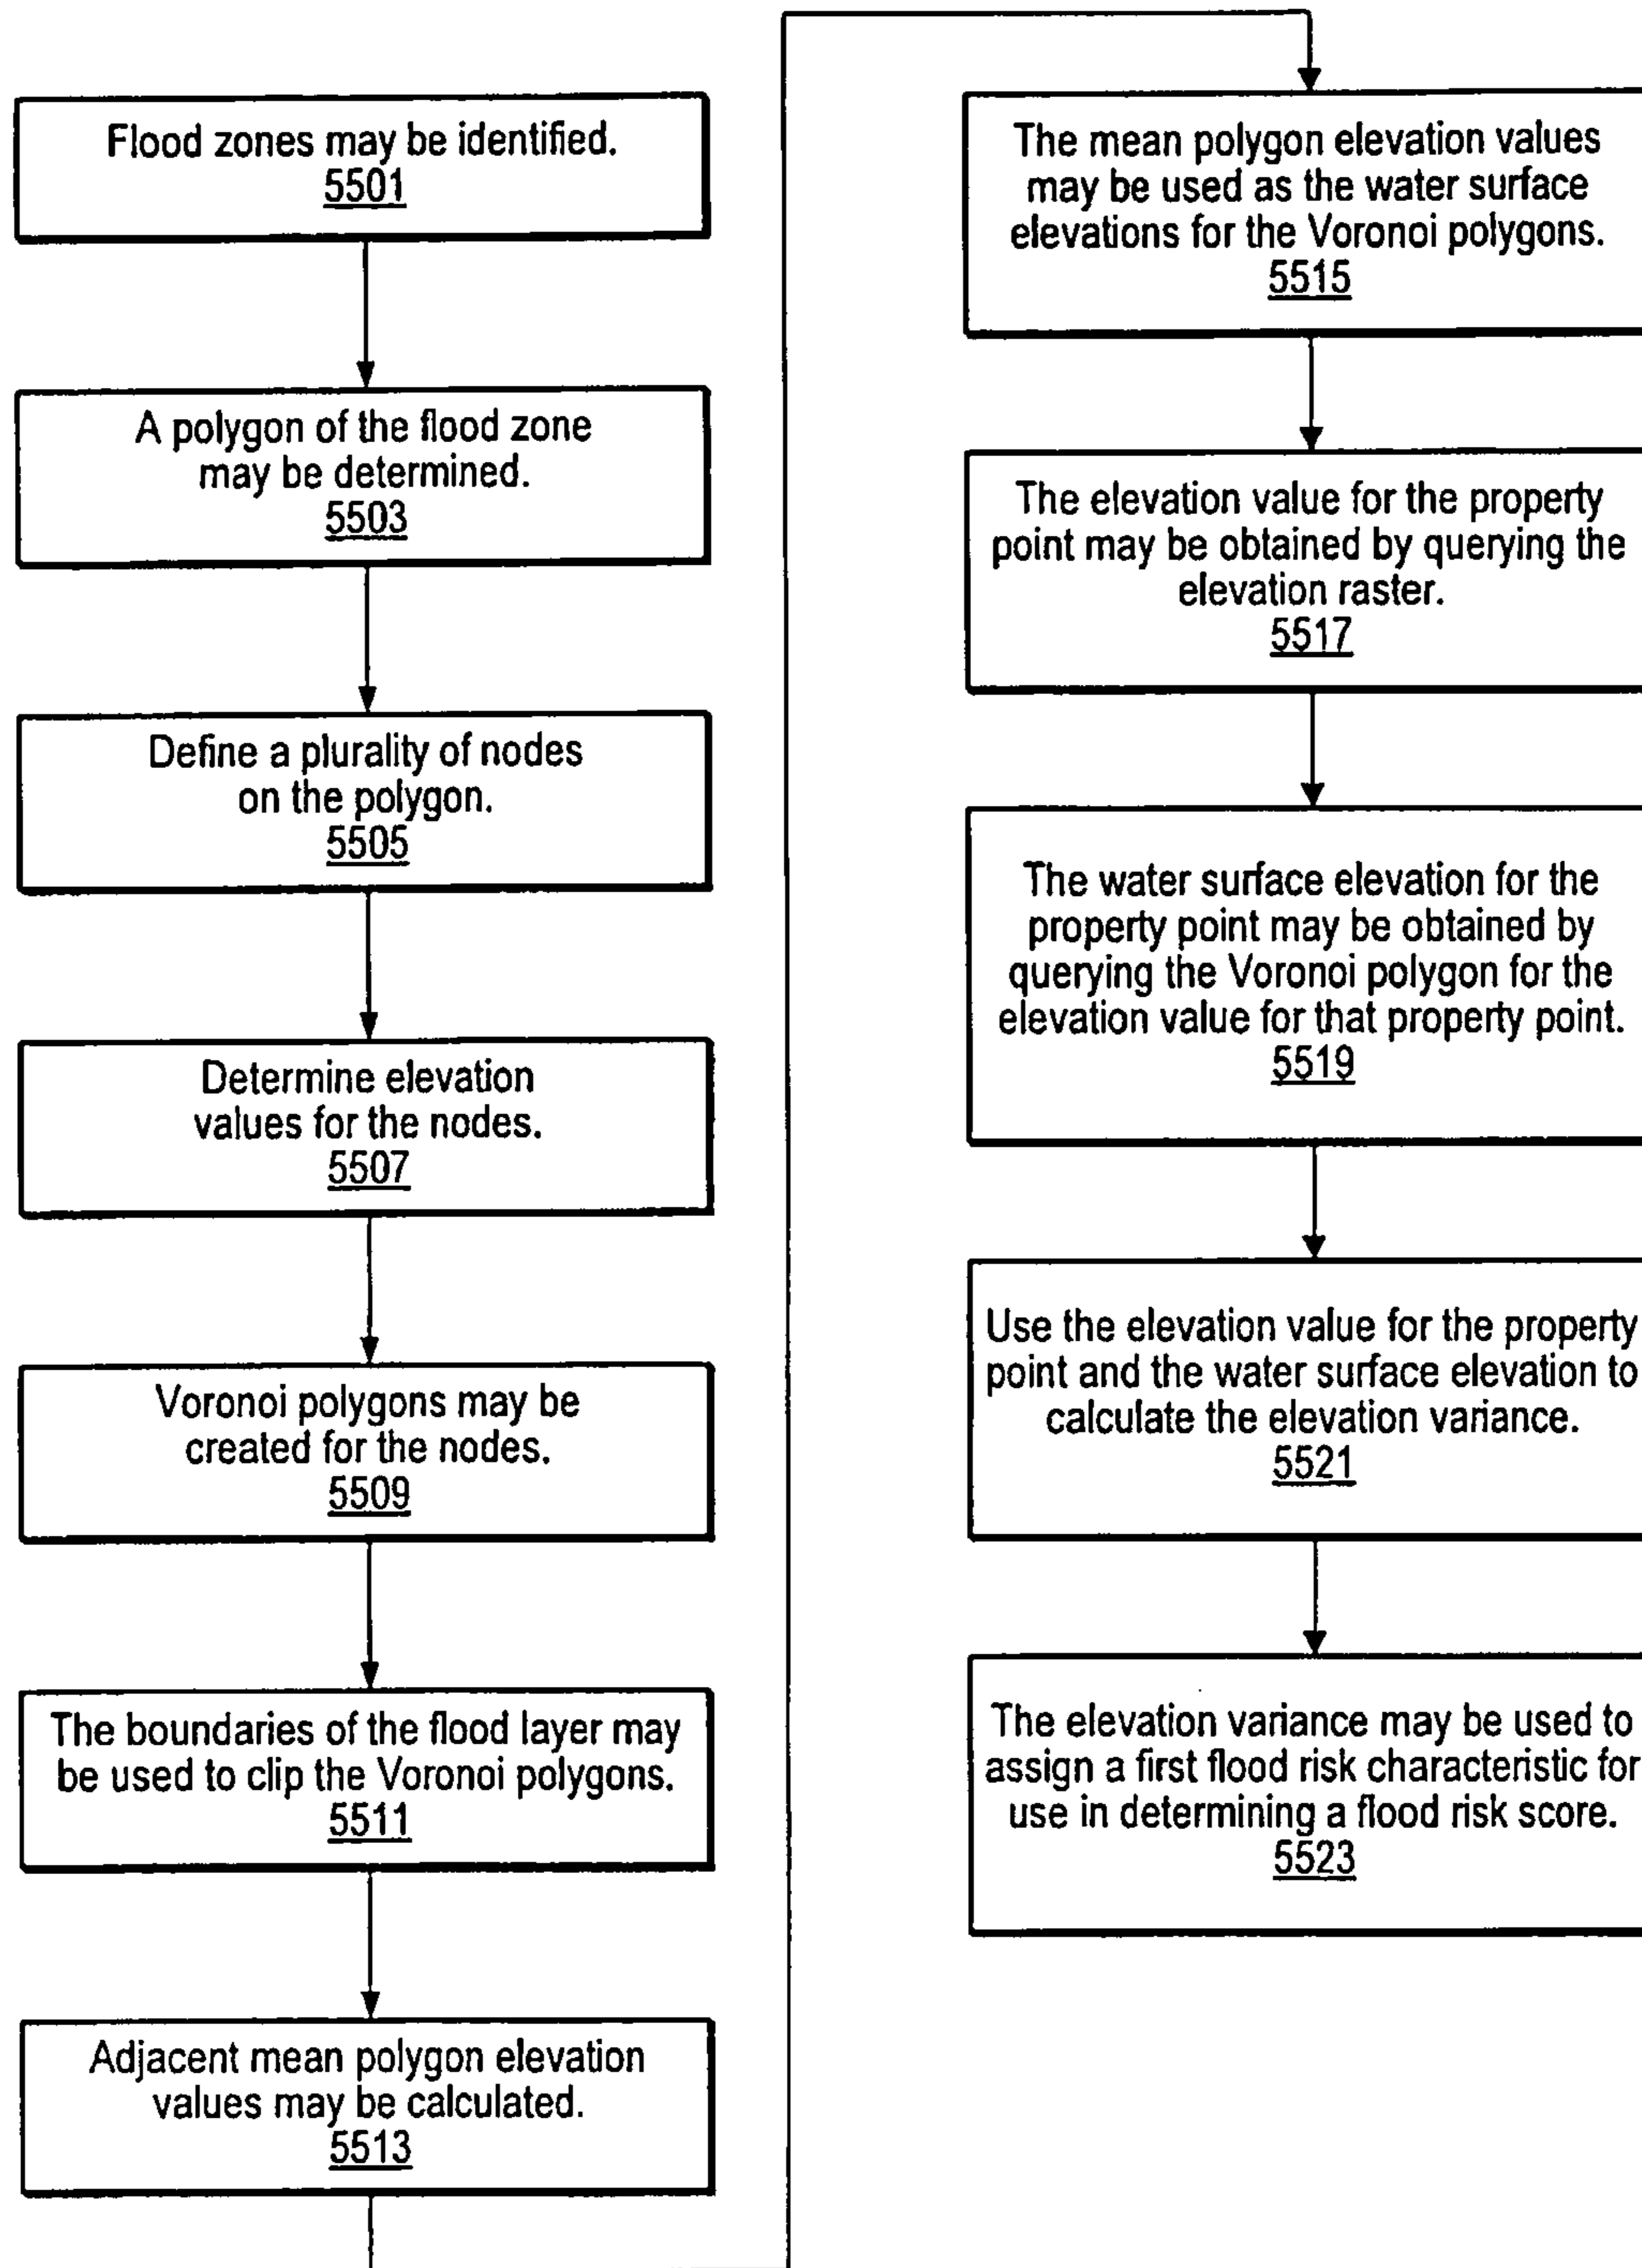 Flood zones may be identified.
5501
A polygon of the flood zone
may be determined.
5503
Define a plurality of nodes
on the polygon.
5505
Determine elevation
values for the nodes.
5507
Voronoi polygons may be
created for the nodes.
5509
The boundaries of the flood layer may
be used to clip the Voronoi polygons.
5511
Adjacent mean polygon elevation
values may be calculated.
5513
The mean polygon elevation values
may be used as the water surface
elevations for the Voronoi polygons.
5515
The elevation value for the property
point may be obtained by querying the
elevation raster.
5517
The water surface elevation for the
property point may be obtained by
querying the Voronoi polygon for the
elevation value for that property point.
5519
Use the elevation value for the property
point and the water surface elevation to
calculate the elevation variance.
5521
The elevation variance may be used to
assign a first flood risk characteristic for
use in determining a flood risk score.
5523